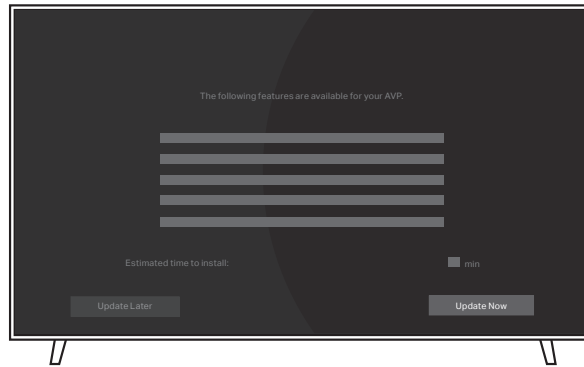 The following features are available for your AVP.
Estimated time to install: min
Update Later Update Now